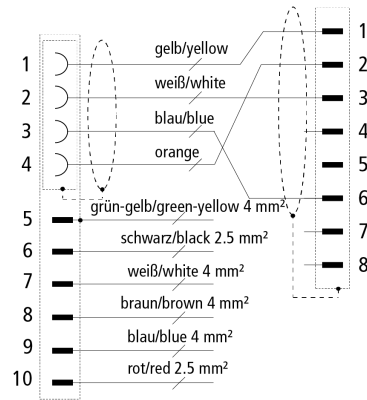 gelb/yellow
1
1
weiß/white
2
2
3
blau/blue
3
4
orange
4
5
6
5
grün-gelb/green-yellow 4 mm²
7
6
schwarz/black 2.5 mm²
8
7
weiß/white 4 mm²
8
braun/brown 4 mm²
9
blau/blue 4 mm²
10
rot/red 2.5 mm²